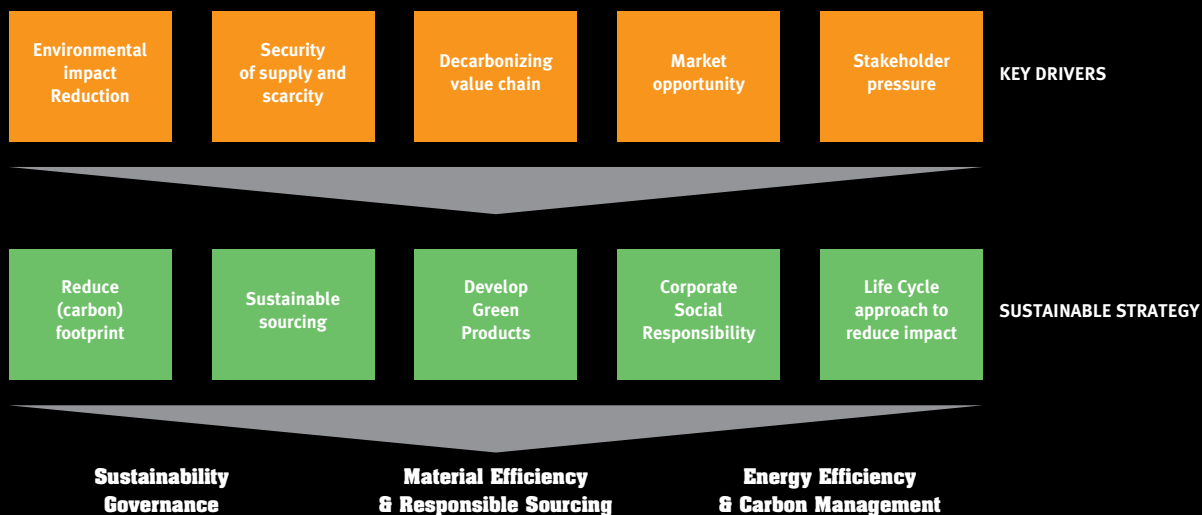 Environmental
impact
Reduction
Security
of supply and
scarcity
Decarbonizing
value chain
Market
opportunity
Stakeholder
pressure
KEY DRIVERS
Reduce
(carbon)
footprint
Sustainable
sourcing
Develop
Green
Products
Corporate
Social
Responsibility
Life Cycle
approach to
reduce impact
SUSTAINABLE STRATEGY
Sustainability
Governance
Material Efficiency
& Responsible Sourcing
Energy Efficiency
& Carbon Management